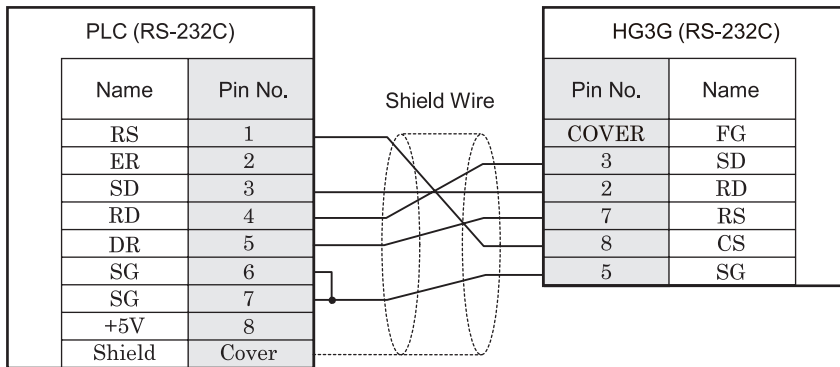 PLC (RS-232C)
Name Pin No.
RS 1
ER 2
SD 3
RD 4
DR 5
SG 6
SG 7
+5V 8
Shield Cover
Shield Wire
HG3G (RS-232C)
Pin No. Name
COVER FG
3 SD
2 RD
7 RS
8 CS
5 SG